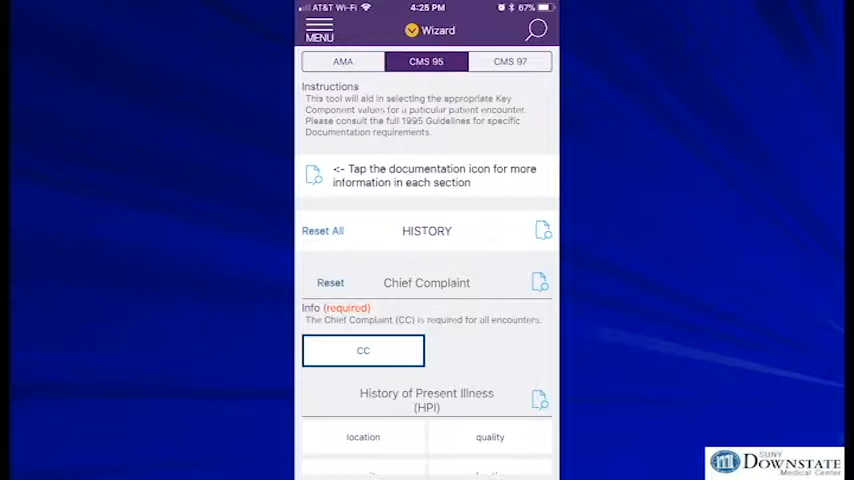 AT&T Wi-Fi
4:25 PM
67%
MENU
Wizard
AMA
CMS 95
CMS 97
Instructions
This tool will aid in selecting the appropriate Key
Component values for a paticular patient encounter.
Please consult the full 1995 Guidelines for specific
Documentation requirements.
<- Tap the documentation icon for more
information in each section
Reset All
HISTORY
Reset
Chief Complaint
Info (required)
The Chief Complaint (CC) is required for all encounters.
CC
History of Present Illness
(HPI)
location
quality
SUNY
DOWNSTATE
Medical Center